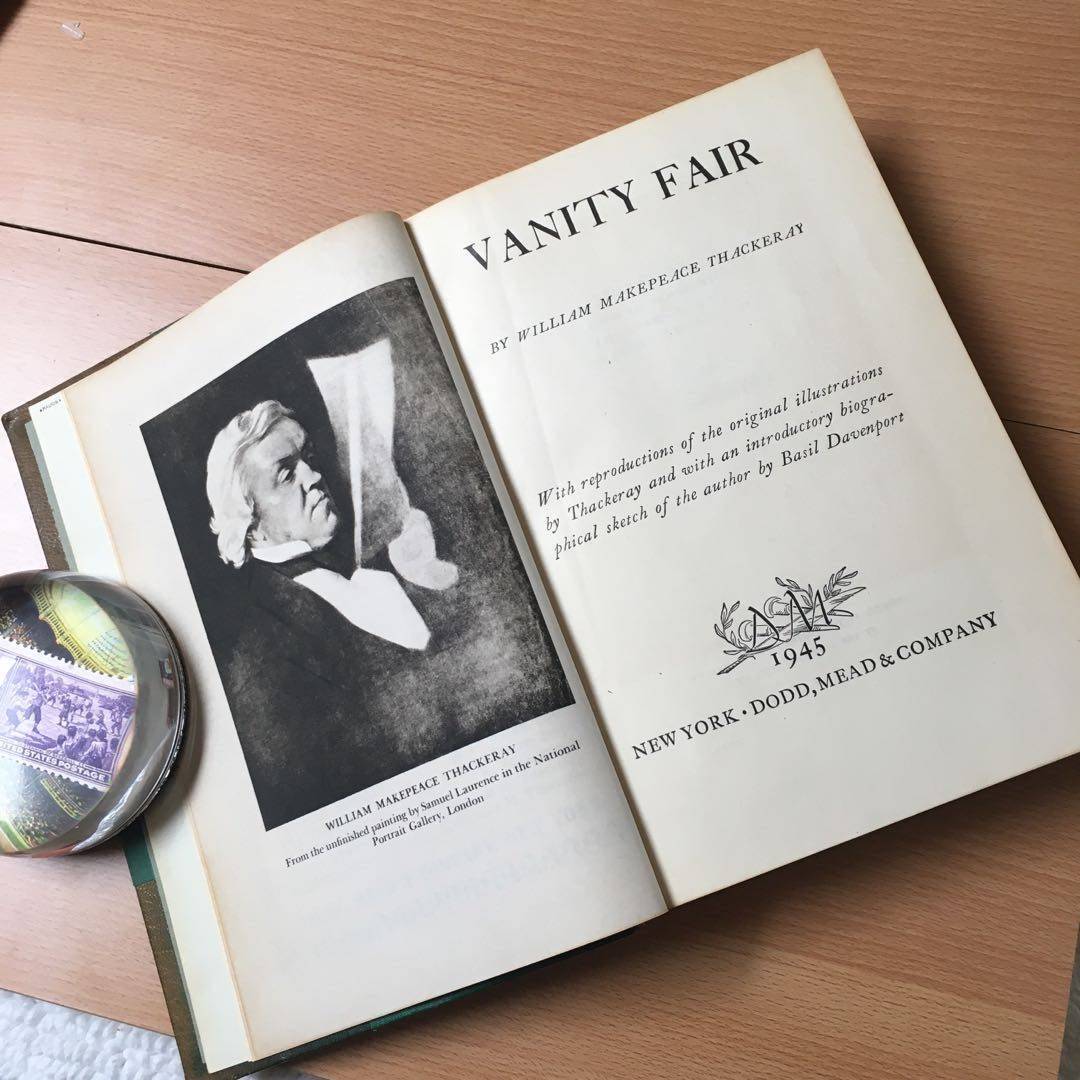 WILLIAM MAKEPEACE THACKERAY
From the unfinished painting by Samuel Laurence in the National
Portrait Gallery, London
VANITY FAIR
BY WILLIAM MAKEPEACE THACKERAY
With reproductions of the original illustrations
by Thackeray and with an introductory biogra-
phical sketch of the author by Basil Davenport
AM
1945
NEW YORK · DODD, MEAD & COMPANY
UNITED STATES POSTAGE